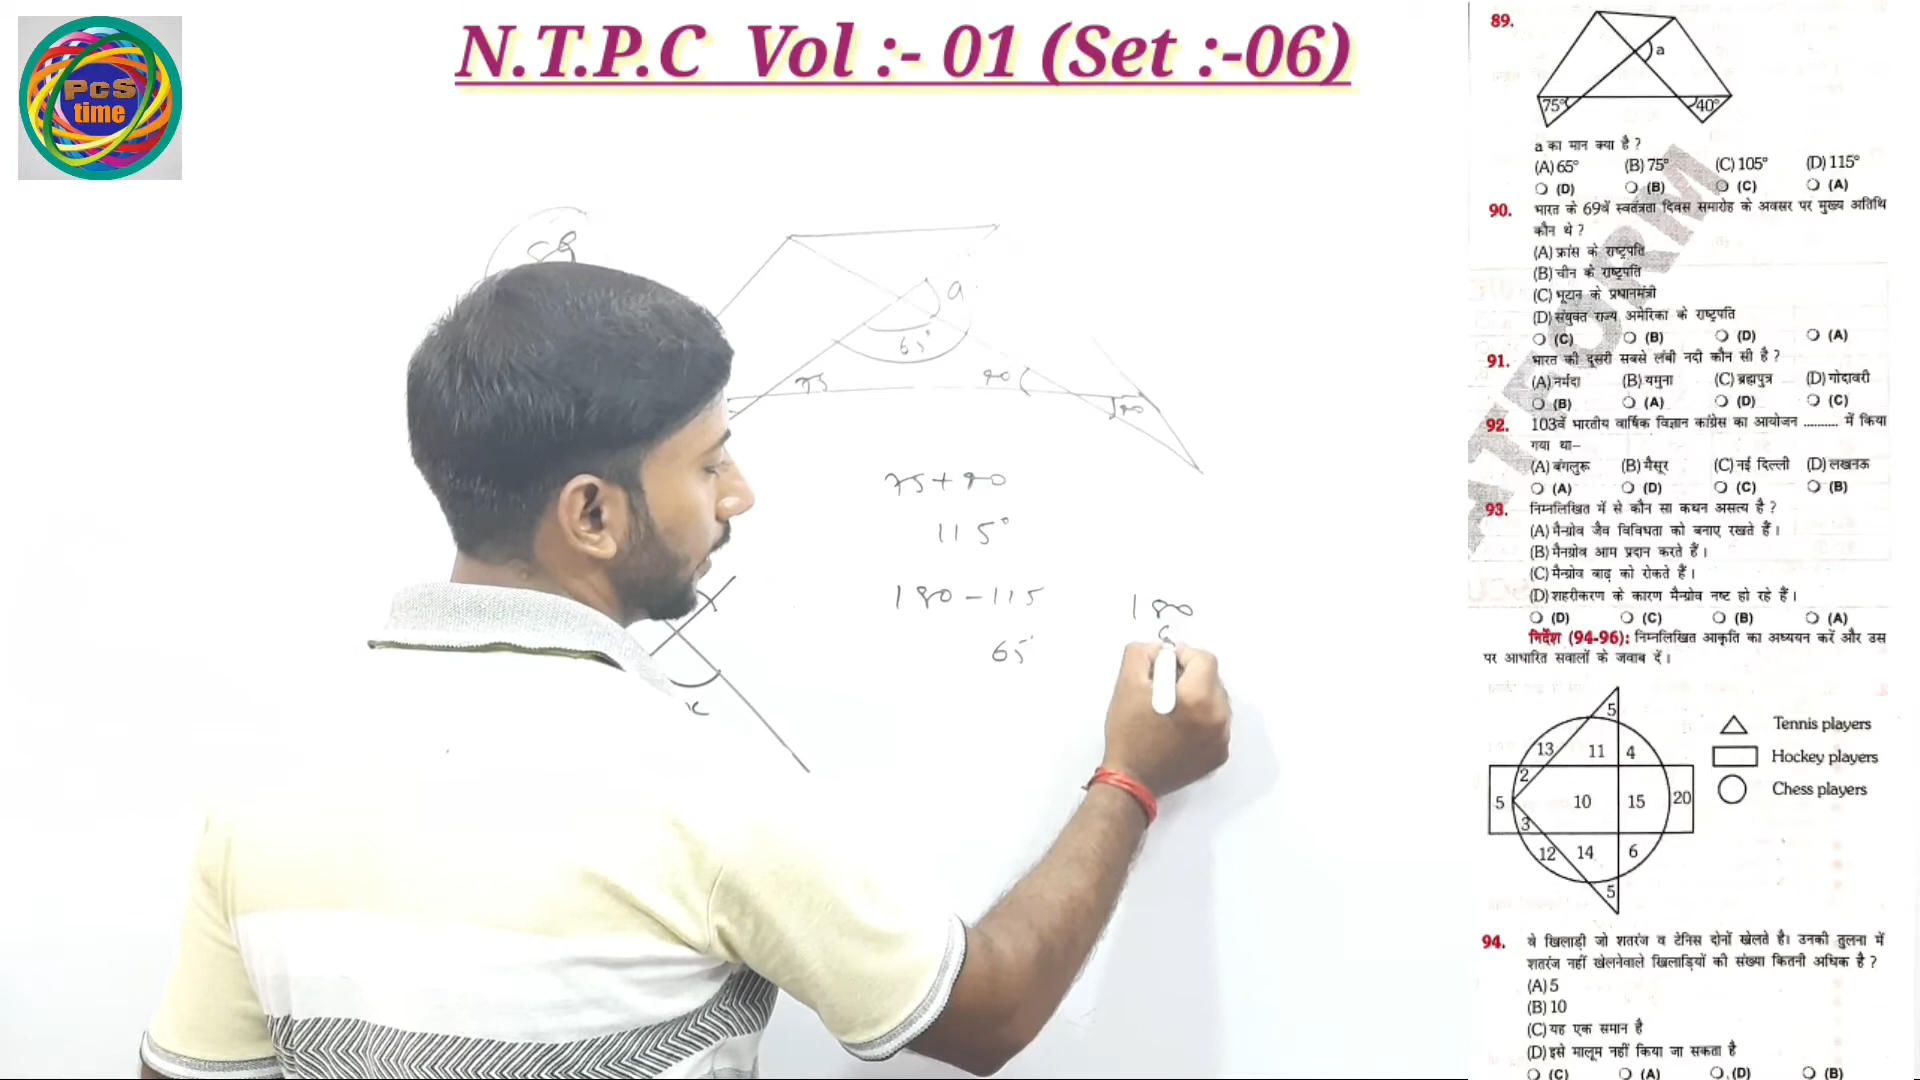 PCS
time
N.T.P.C Vol :- 01 (Set :-06)
a
65°
75
40
40
75+40
115°
180-115
65
180
x
89.
a
75°
40°
a का मान क्या है ?
(A) 65° (B) 75° (C) 105° (D) 115°
(D) (B) (C) (A)
90. भारत के 69वें स्वतंत्रता दिवस समारोह के अवसर पर मुख्य अतिथि
कौन थे ?
(A) फ्रांस के राष्ट्रपति
(B) चीन के राष्ट्रपति
(C) भूटान के प्रधानमंत्री
(D) संयुक्त राज्य अमेरिका के राष्ट्रपति
(C) (B) (D) (A)
91. भारत की दूसरी सबसे लंबी नदी कौन सी है ?
(A) नर्मदा (B) यमुना (C) ब्रह्मपुत्र (D) गोदावरी
(B) (A) (D) (C)
92. 103वें भारतीय वार्षिक विज्ञान कांग्रेस का आयोजन .......... में किया
गया था–
(A) बंगलुरू (B) मैसूर (C) नई दिल्ली (D) लखनऊ
(A) (D) (C) (B)
93. निम्नलिखित में से कौन सा कथन असत्य है ?
(A) मैन्ग्रोव जैव विविधता को बनाए रखते हैं।
(B) मैनग्रोव आम प्रदान करते हैं।
(C) मैन्ग्रोव बाढ़ को रोकते हैं।
(D) शहरीकरण के कारण मैन्ग्रोव नष्ट हो रहे हैं।
(D) (C) (B) (A)
निर्देश (94-96): निम्नलिखित आकृति का अध्ययन करें और उस
पर आधारित सवालों के जवाब दें।
5
13 11 4
2
5 10 15 20
3
12 14 6
5
Tennis players
Hockey players
Chess players
94. वे खिलाड़ी जो शतरंज व टेनिस दोनों खेलते है। उनकी तुलना में
शतरंज नहीं खेलनेवाले खिलाड़ियों की संख्या कितनी अधिक है ?
(A) 5
(B) 10
(C) यह एक समान है
(D) इसे मालूम नहीं किया जा सकता है
(C) (A) (D) (B)